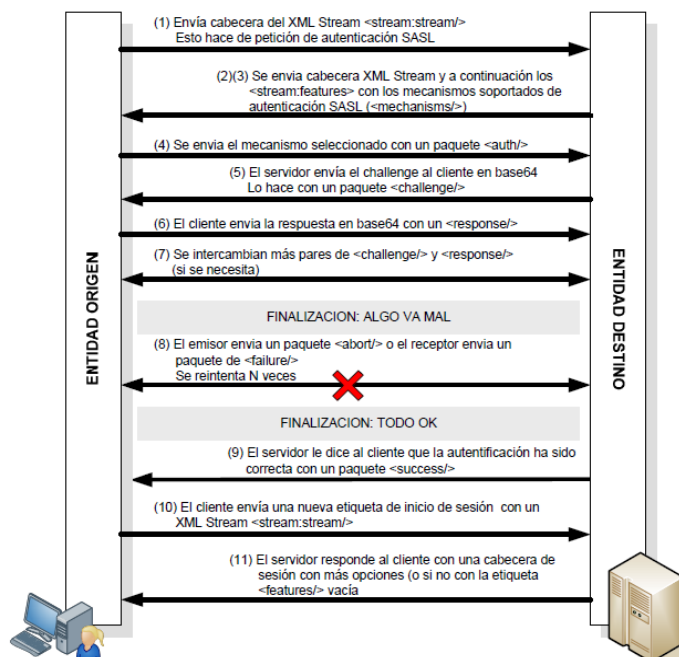 (1) Envía cabecera del XML Stream <stream:stream/>
Esto hace de petición de autenticación SASL
(2)(3) Se envia cabecera XML Stream y a continuación los
<stream:features> con los mecanismos soportados de
autenticación SASL (<mechanisms/>)
(4) Se envia el mecanismo seleccionado con un paquete <auth/>
(5) El servidor envía el challenge al cliente en base64
Lo hace con un paquete <challenge/>
(6) El cliente envia la respuesta en base64 con un <response/>
(7) Se intercambian más pares de <challenge/> y <response/>
(si se necesita)
ENTIDAD ORIGEN
ENTIDAD DESTINO
FINALIZACION: ALGO VA MAL
(8) El emisor envia un paquete <abort/> o el receptor envia un
paquete de <failure/>
Se reintenta N veces
FINALIZACION: TODO OK
(9) El servidor le dice al cliente que la autentificación ha sido
correcta con un paquete <success/>
(10) El cliente envía una nueva etiqueta de inicio de sesión con un
XML Stream <stream:stream/>
(11) El servidor responde al cliente con una cabecera de
sesión con más opciones (o si no con la etiqueta
<features/> vacía